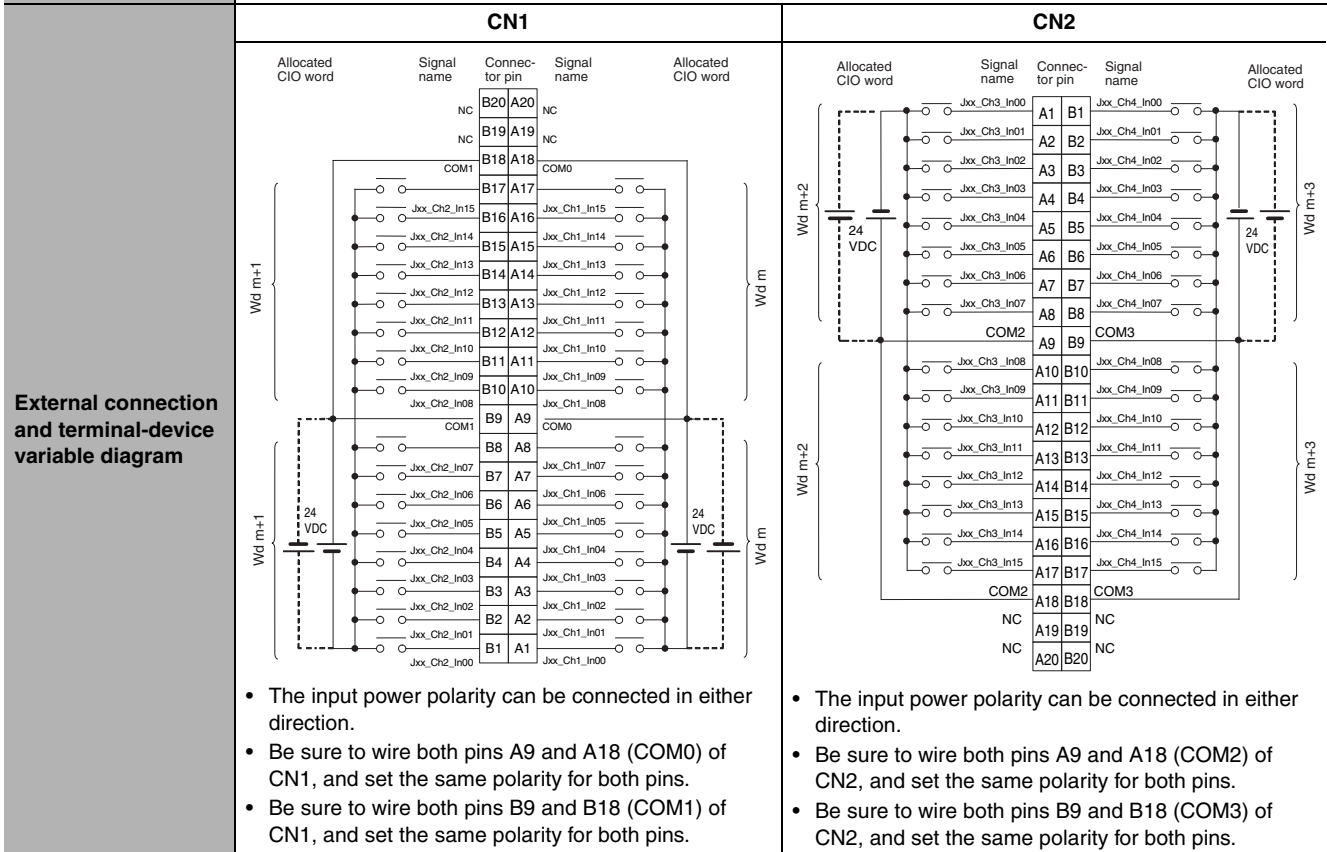 CN1
CN2
External connection
and terminal-device
variable diagram
Allocated
CIO word
Signal
name
Connec-
tor pin
Signal
name
Allocated
CIO word
NC B20 A20 NC
NC B19 A19 NC
COM1 B18 A18 COM0
B17 A17
Jxx_Ch2_In15 B16 A16 Jxx_Ch1_In15
Jxx_Ch2_In14 B15 A15 Jxx_Ch1_In14
Jxx_Ch2_In13 B14 A14 Jxx_Ch1_In13
Jxx_Ch2_In12 B13 A13 Jxx_Ch1_In12
Jxx_Ch2_In11 B12 A12 Jxx_Ch1_In11
Jxx_Ch2_In10 B11 A11 Jxx_Ch1_In10
Jxx_Ch2_In09 B10 A10 Jxx_Ch1_In09
Jxx_Ch2_In08 Jxx_Ch1_In08
COM1 B9 A9 COM0
B8 A8
Jxx_Ch2_In07 B7 A7 Jxx_Ch1_In07
Jxx_Ch2_In06 B6 A6 Jxx_Ch1_In06
Jxx_Ch2_In05 B5 A5 Jxx_Ch1_In05
Jxx_Ch2_In04 B4 A4 Jxx_Ch1_In04
Jxx_Ch2_In03 B3 A3 Jxx_Ch1_In03
Jxx_Ch2_In02 B2 A2 Jxx_Ch1_In02
Jxx_Ch2_In01 B1 A1 Jxx_Ch1_In01
Jxx_Ch2_In00 Jxx_Ch1_In00
Wd m+1
Wd m
Wd m+1
Wd m
24
VDC
24
VDC
• The input power polarity can be connected in either
direction.
• Be sure to wire both pins A9 and A18 (COM0) of
CN1, and set the same polarity for both pins.
• Be sure to wire both pins B9 and B18 (COM1) of
CN1, and set the same polarity for both pins.
Allocated
CIO word
Signal
name
Connec-
tor pin
Signal
name
Allocated
CIO word
Jxx_Ch3_In00 A1 B1 Jxx_Ch4_In00
Jxx_Ch3_In01 A2 B2 Jxx_Ch4_In01
Jxx_Ch3_In02 A3 B3 Jxx_Ch4_In02
Jxx_Ch3_In03 A4 B4 Jxx_Ch4_In03
Jxx_Ch3_In04 A5 B5 Jxx_Ch4_In04
Jxx_Ch3_In05 A6 B6 Jxx_Ch4_In05
Jxx_Ch3_In06 A7 B7 Jxx_Ch4_In06
Jxx_Ch3_In07 A8 B8 Jxx_Ch4_In07
COM2 A9 B9 COM3
Jxx_Ch3_In08 A10 B10 Jxx_Ch4_In08
Jxx_Ch3_In09 A11 B11 Jxx_Ch4_In09
Jxx_Ch3_In10 A12 B12 Jxx_Ch4_In10
Jxx_Ch3_In11 A13 B13 Jxx_Ch4_In11
Jxx_Ch3_In12 A14 B14 Jxx_Ch4_In12
Jxx_Ch3_In13 A15 B15 Jxx_Ch4_In13
Jxx_Ch3_In14 A16 B16 Jxx_Ch4_In14
Jxx_Ch3_In15 A17 B17 Jxx_Ch4_In15
COM2 A18 B18 COM3
NC A19 B19 NC
NC A20 B20 NC
Wd m+2
Wd m+3
Wd m+2
Wd m+3
24
VDC
24
VDC
• The input power polarity can be connected in either
direction.
• Be sure to wire both pins A9 and A18 (COM2) of
CN2, and set the same polarity for both pins.
• Be sure to wire both pins B9 and B18 (COM3) of
CN2, and set the same polarity for both pins.